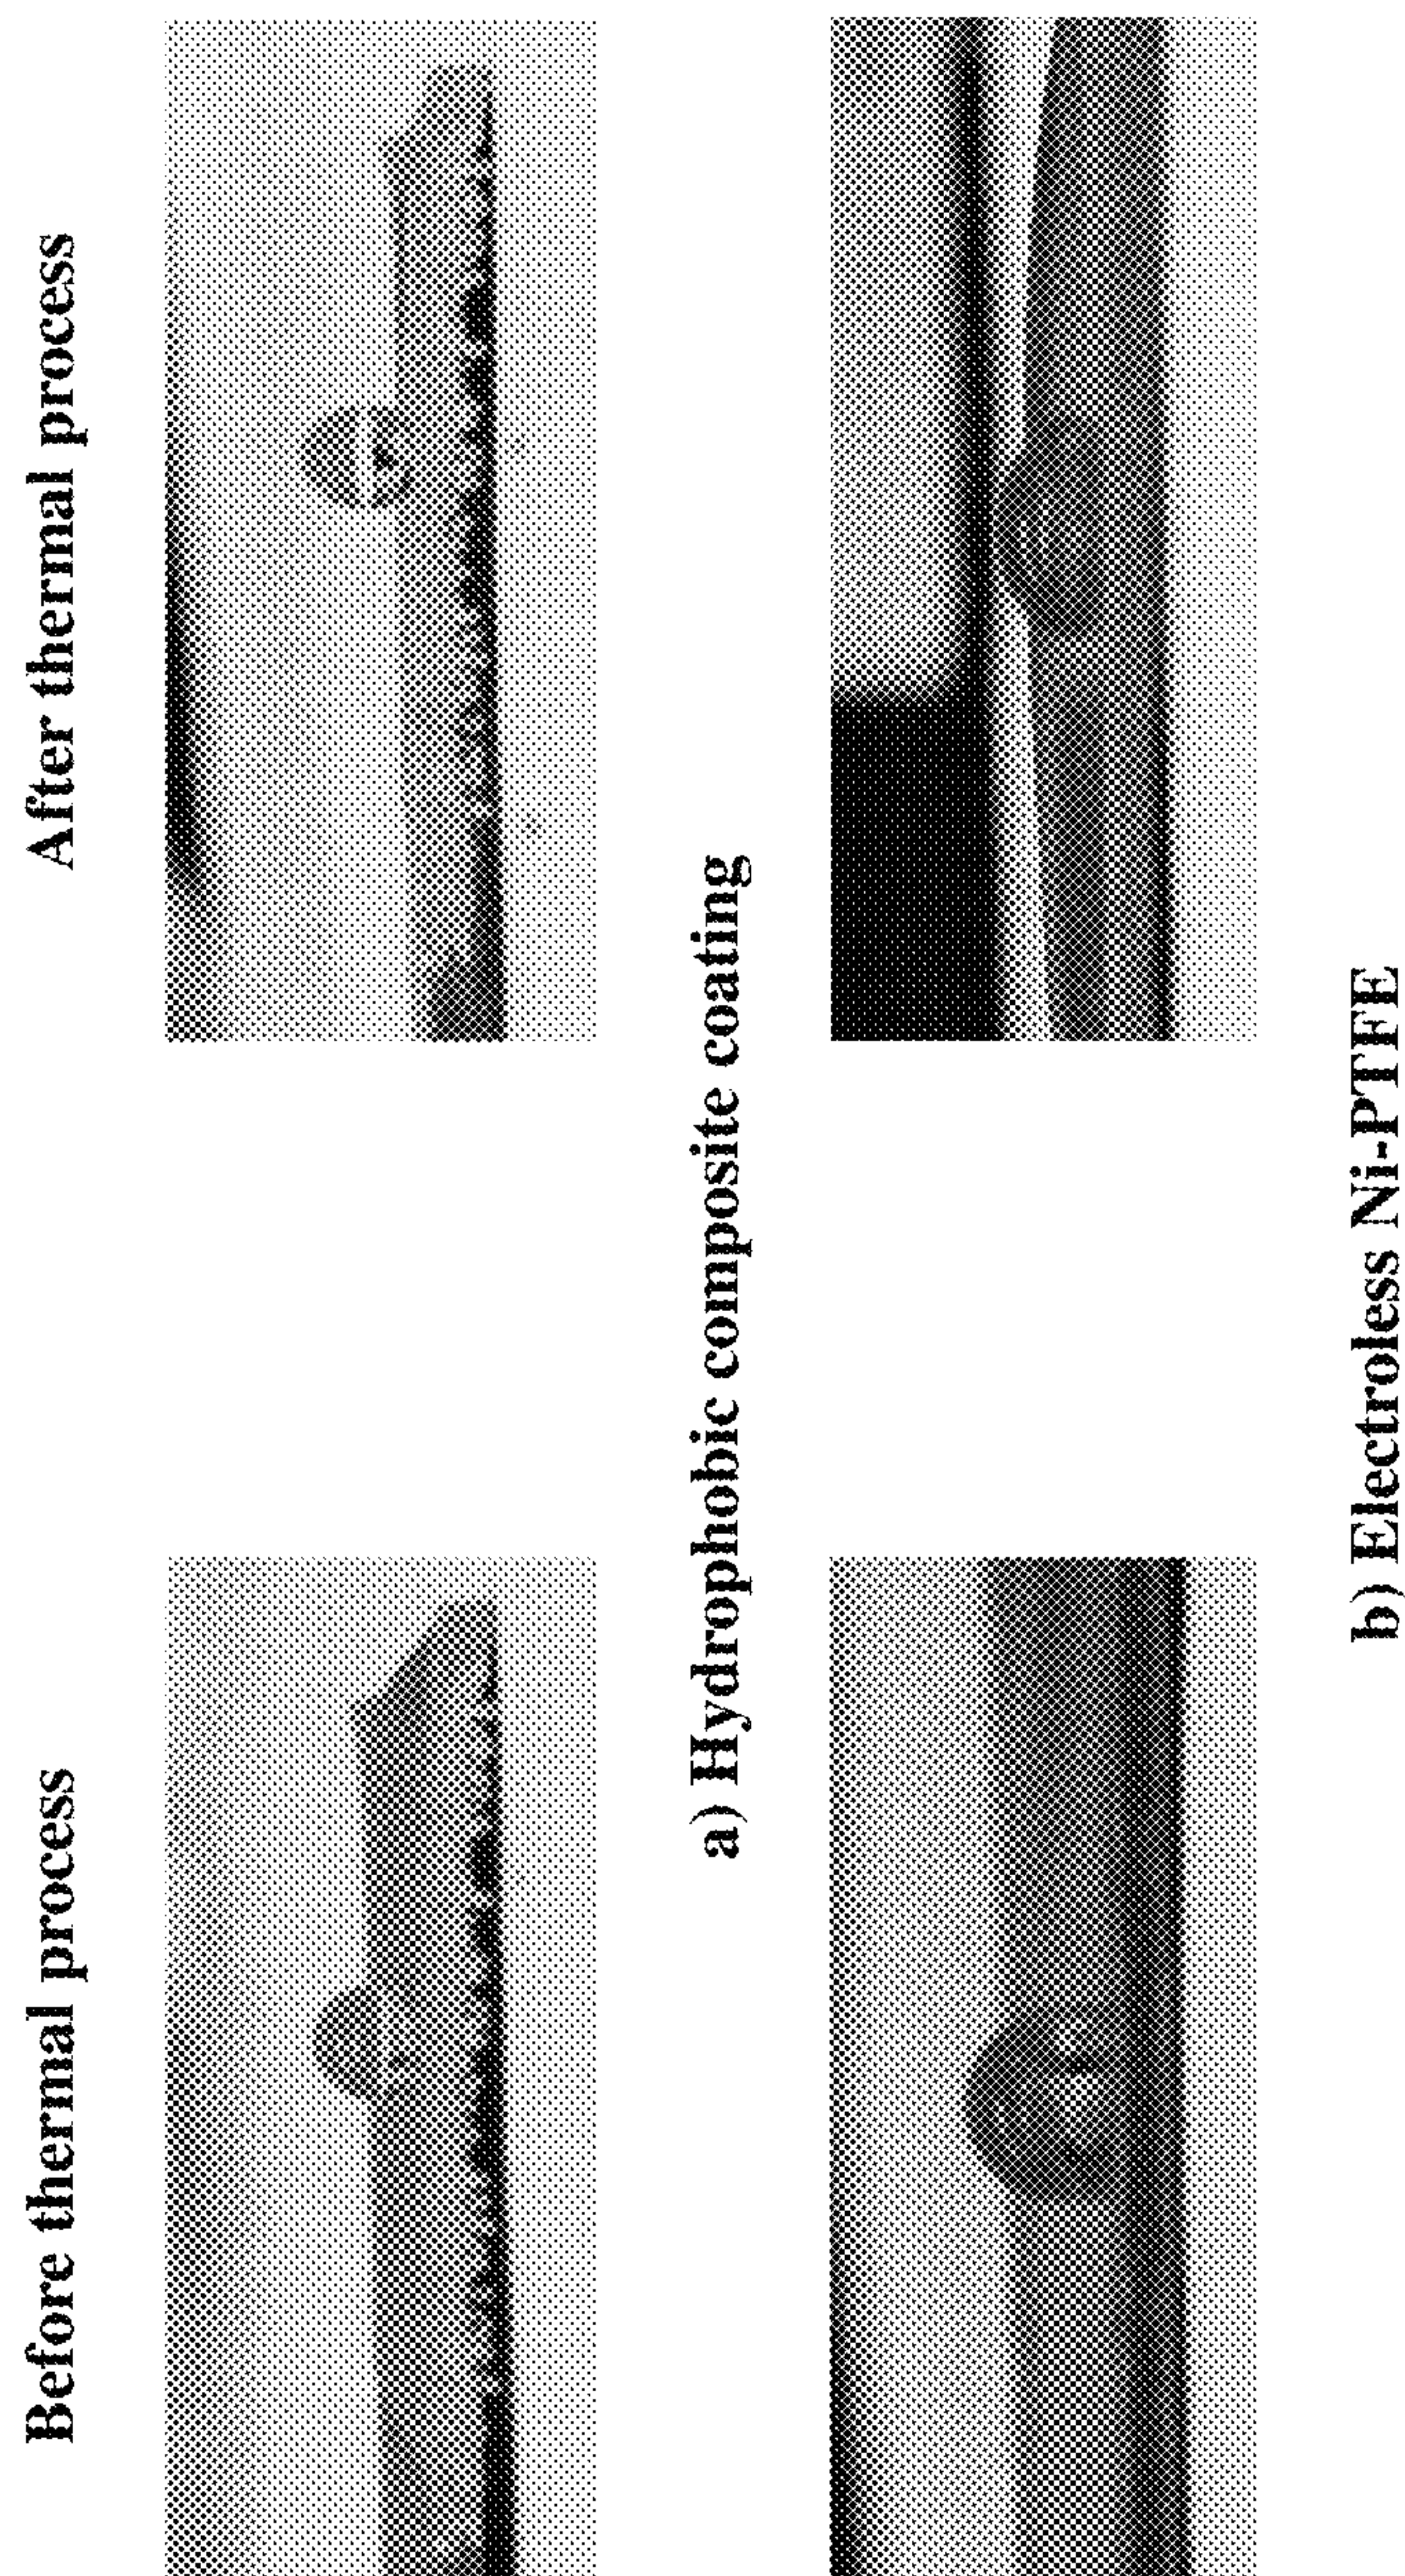 Before thermal process
After thermal process
a) Hydrophobic composite coating
b) Electroless Ni-PTFE